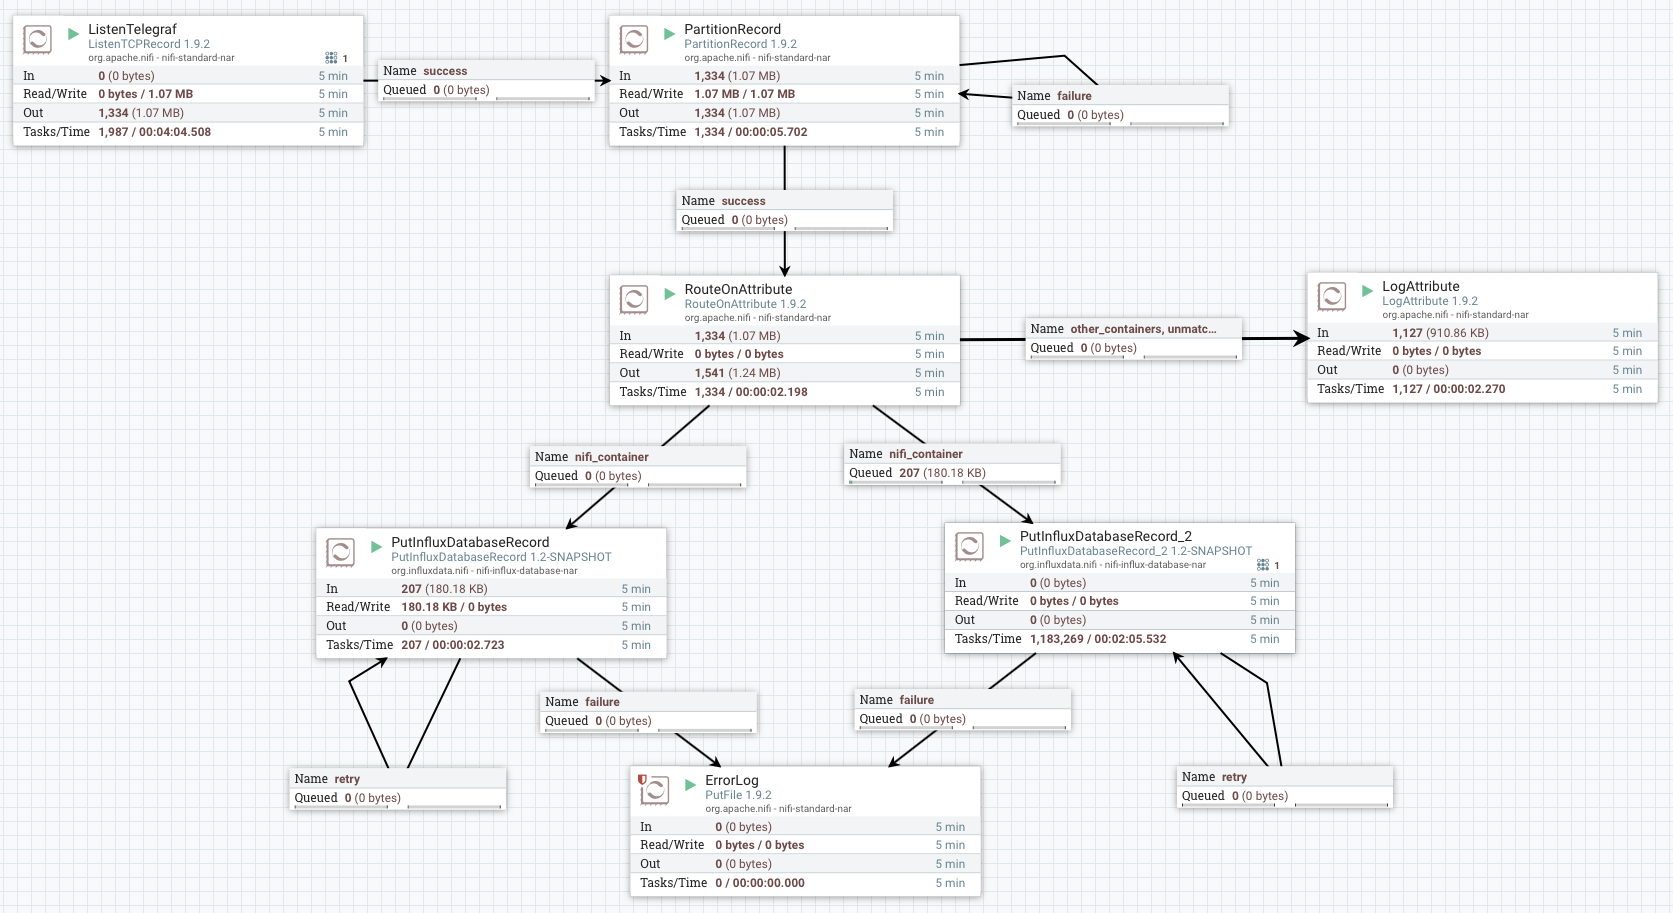 ListenTelegraf
ListenTCPRecord 1.9.2
org.apache.nifi - nifi-standard-nar
1
In 0 (0 bytes) 5 min
Read/Write 0 bytes / 1.07 MB 5 min
Out 1,334 (1.07 MB) 5 min
Tasks/Time 1,987 / 00:04:04.508 5 min
Name success
Queued 0 (0 bytes)
PartitionRecord
PartitionRecord 1.9.2
org.apache.nifi - nifi-standard-nar
In 1,334 (1.07 MB) 5 min
Read/Write 1.07 MB / 1.07 MB 5 min
Out 1,334 (1.07 MB) 5 min
Tasks/Time 1,334 / 00:00:05.702 5 min
Name failure
Queued 0 (0 bytes)
Name success
Queued 0 (0 bytes)
RouteOnAttribute
RouteOnAttribute 1.9.2
org.apache.nifi - nifi-standard-nar
In 1,334 (1.07 MB) 5 min
Read/Write 0 bytes / 0 bytes 5 min
Out 1,541 (1.24 MB) 5 min
Tasks/Time 1,334 / 00:00:02.198 5 min
Name other_containers, unmatc...
Queued 0 (0 bytes)
LogAttribute
LogAttribute 1.9.2
org.apache.nifi - nifi-standard-nar
In 1,127 (910.86 KB) 5 min
Read/Write 0 bytes / 0 bytes 5 min
Out 0 (0 bytes) 5 min
Tasks/Time 1,127 / 00:00:02.270 5 min
Name nifi_container
Queued 0 (0 bytes)
Name nifi_container
Queued 207 (180.18 KB)
PutInfluxDatabaseRecord
PutInfluxDatabaseRecord 1.2-SNAPSHOT
org.influxdata.nifi - nifi-influx-database-nar
In 207 (180.18 KB) 5 min
Read/Write 180.18 KB / 0 bytes 5 min
Out 0 (0 bytes) 5 min
Tasks/Time 207 / 00:00:02.723 5 min
PutInfluxDatabaseRecord_2
PutInfluxDatabaseRecord_2 1.2-SNAPSHOT
org.influxdata.nifi - nifi-influx-database-nar
1
In 0 (0 bytes) 5 min
Read/Write 0 bytes / 0 bytes 5 min
Out 0 (0 bytes) 5 min
Tasks/Time 1,183,269 / 00:02:05.532 5 min
Name failure
Queued 0 (0 bytes)
Name failure
Queued 0 (0 bytes)
Name retry
Queued 0 (0 bytes)
Name retry
Queued 0 (0 bytes)
ErrorLog
PutFile 1.9.2
org.apache.nifi - nifi-standard-nar
In 0 (0 bytes) 5 min
Read/Write 0 bytes / 0 bytes 5 min
Out 0 (0 bytes) 5 min
Tasks/Time 0 / 00:00:00.000 5 min